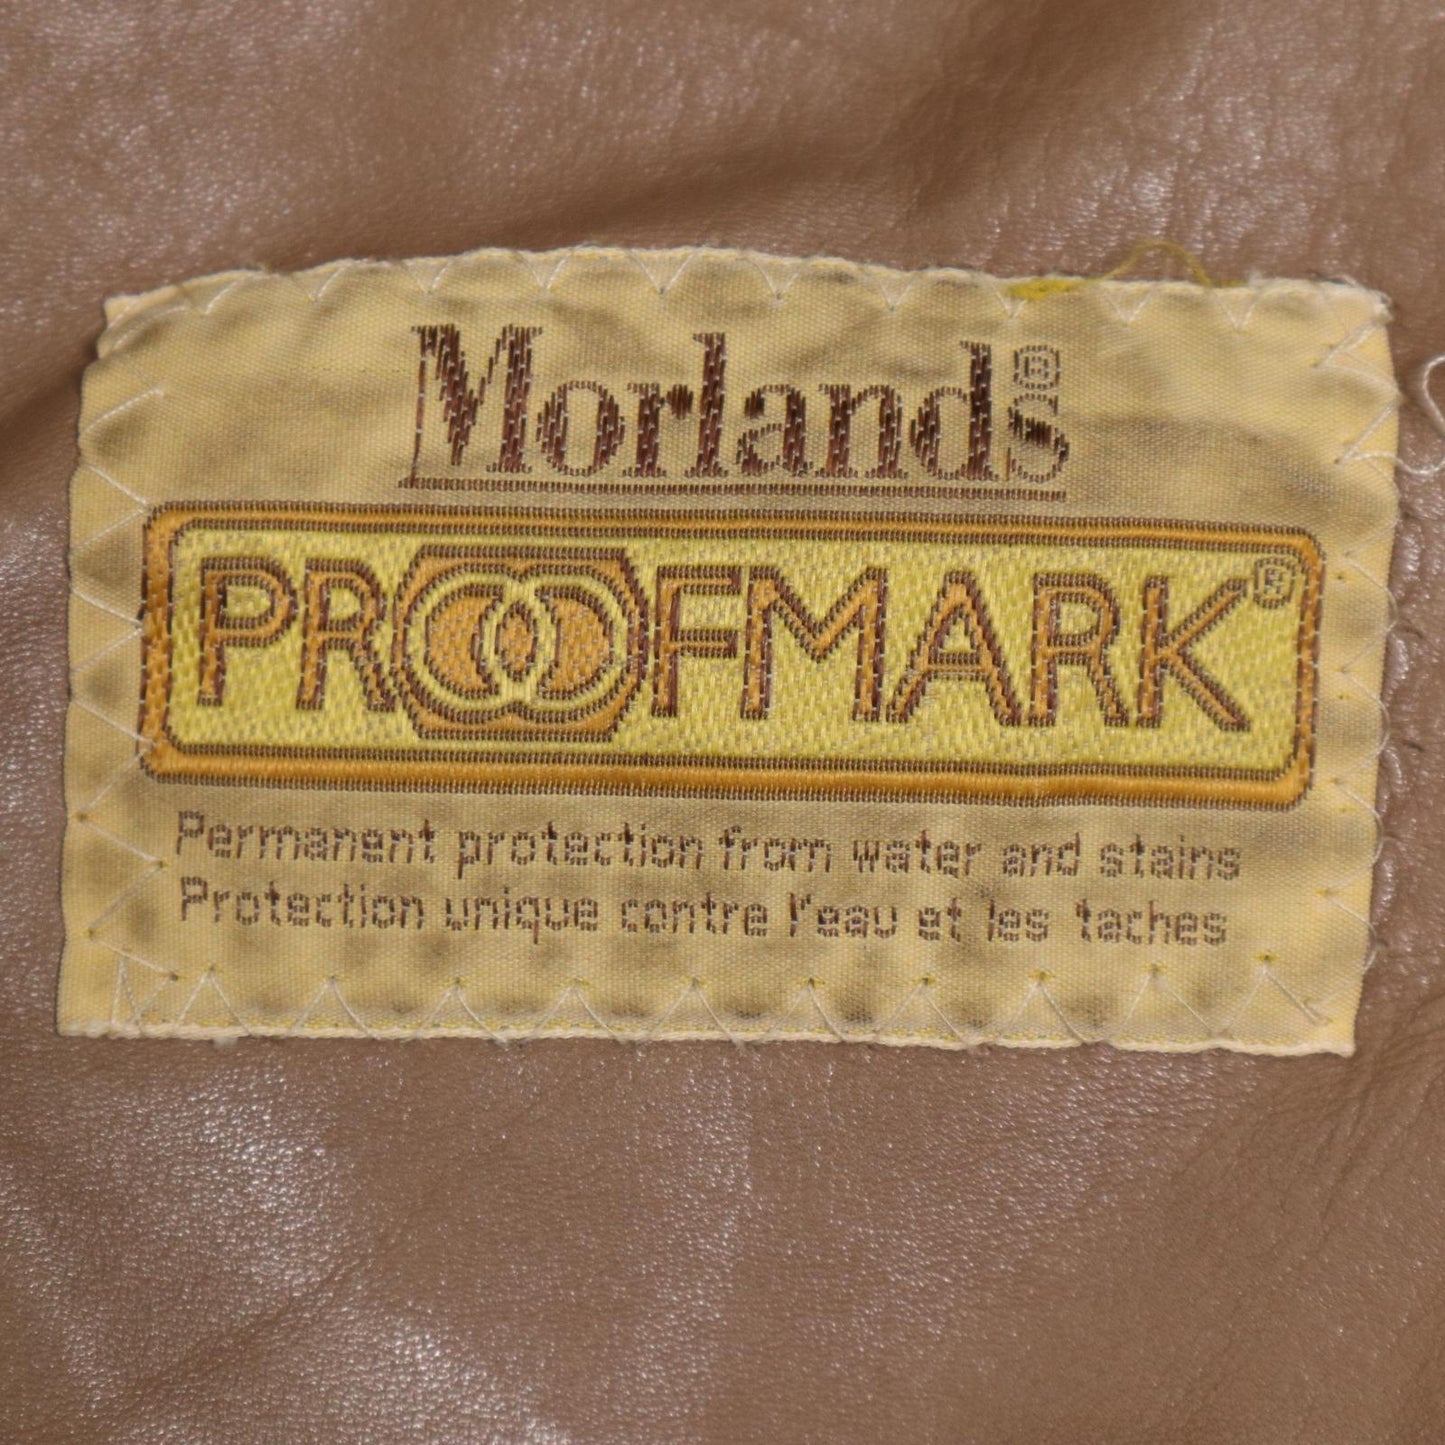 Morlands®
PROOFMARK®
Permanent protection from water and stains
Protection unique contre l'eau et les taches